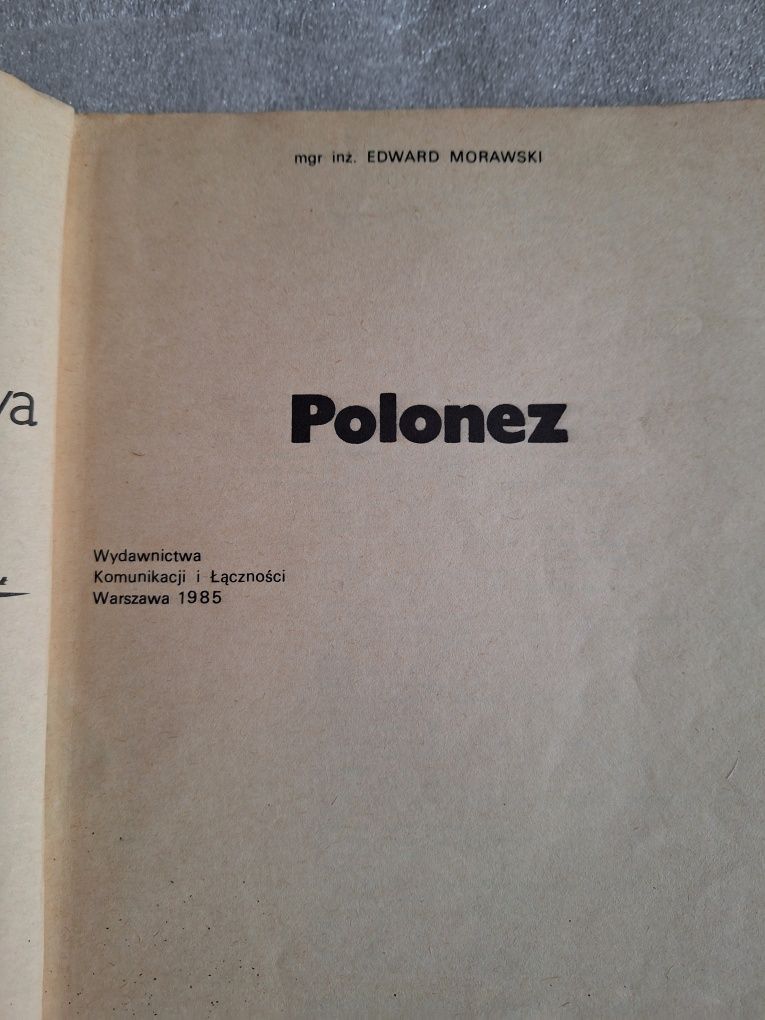 mgr inż. EDWARD MORAWSKI
Polonez
Wydawnictwa
Komunikacji i Łączności
Warszawa 1985